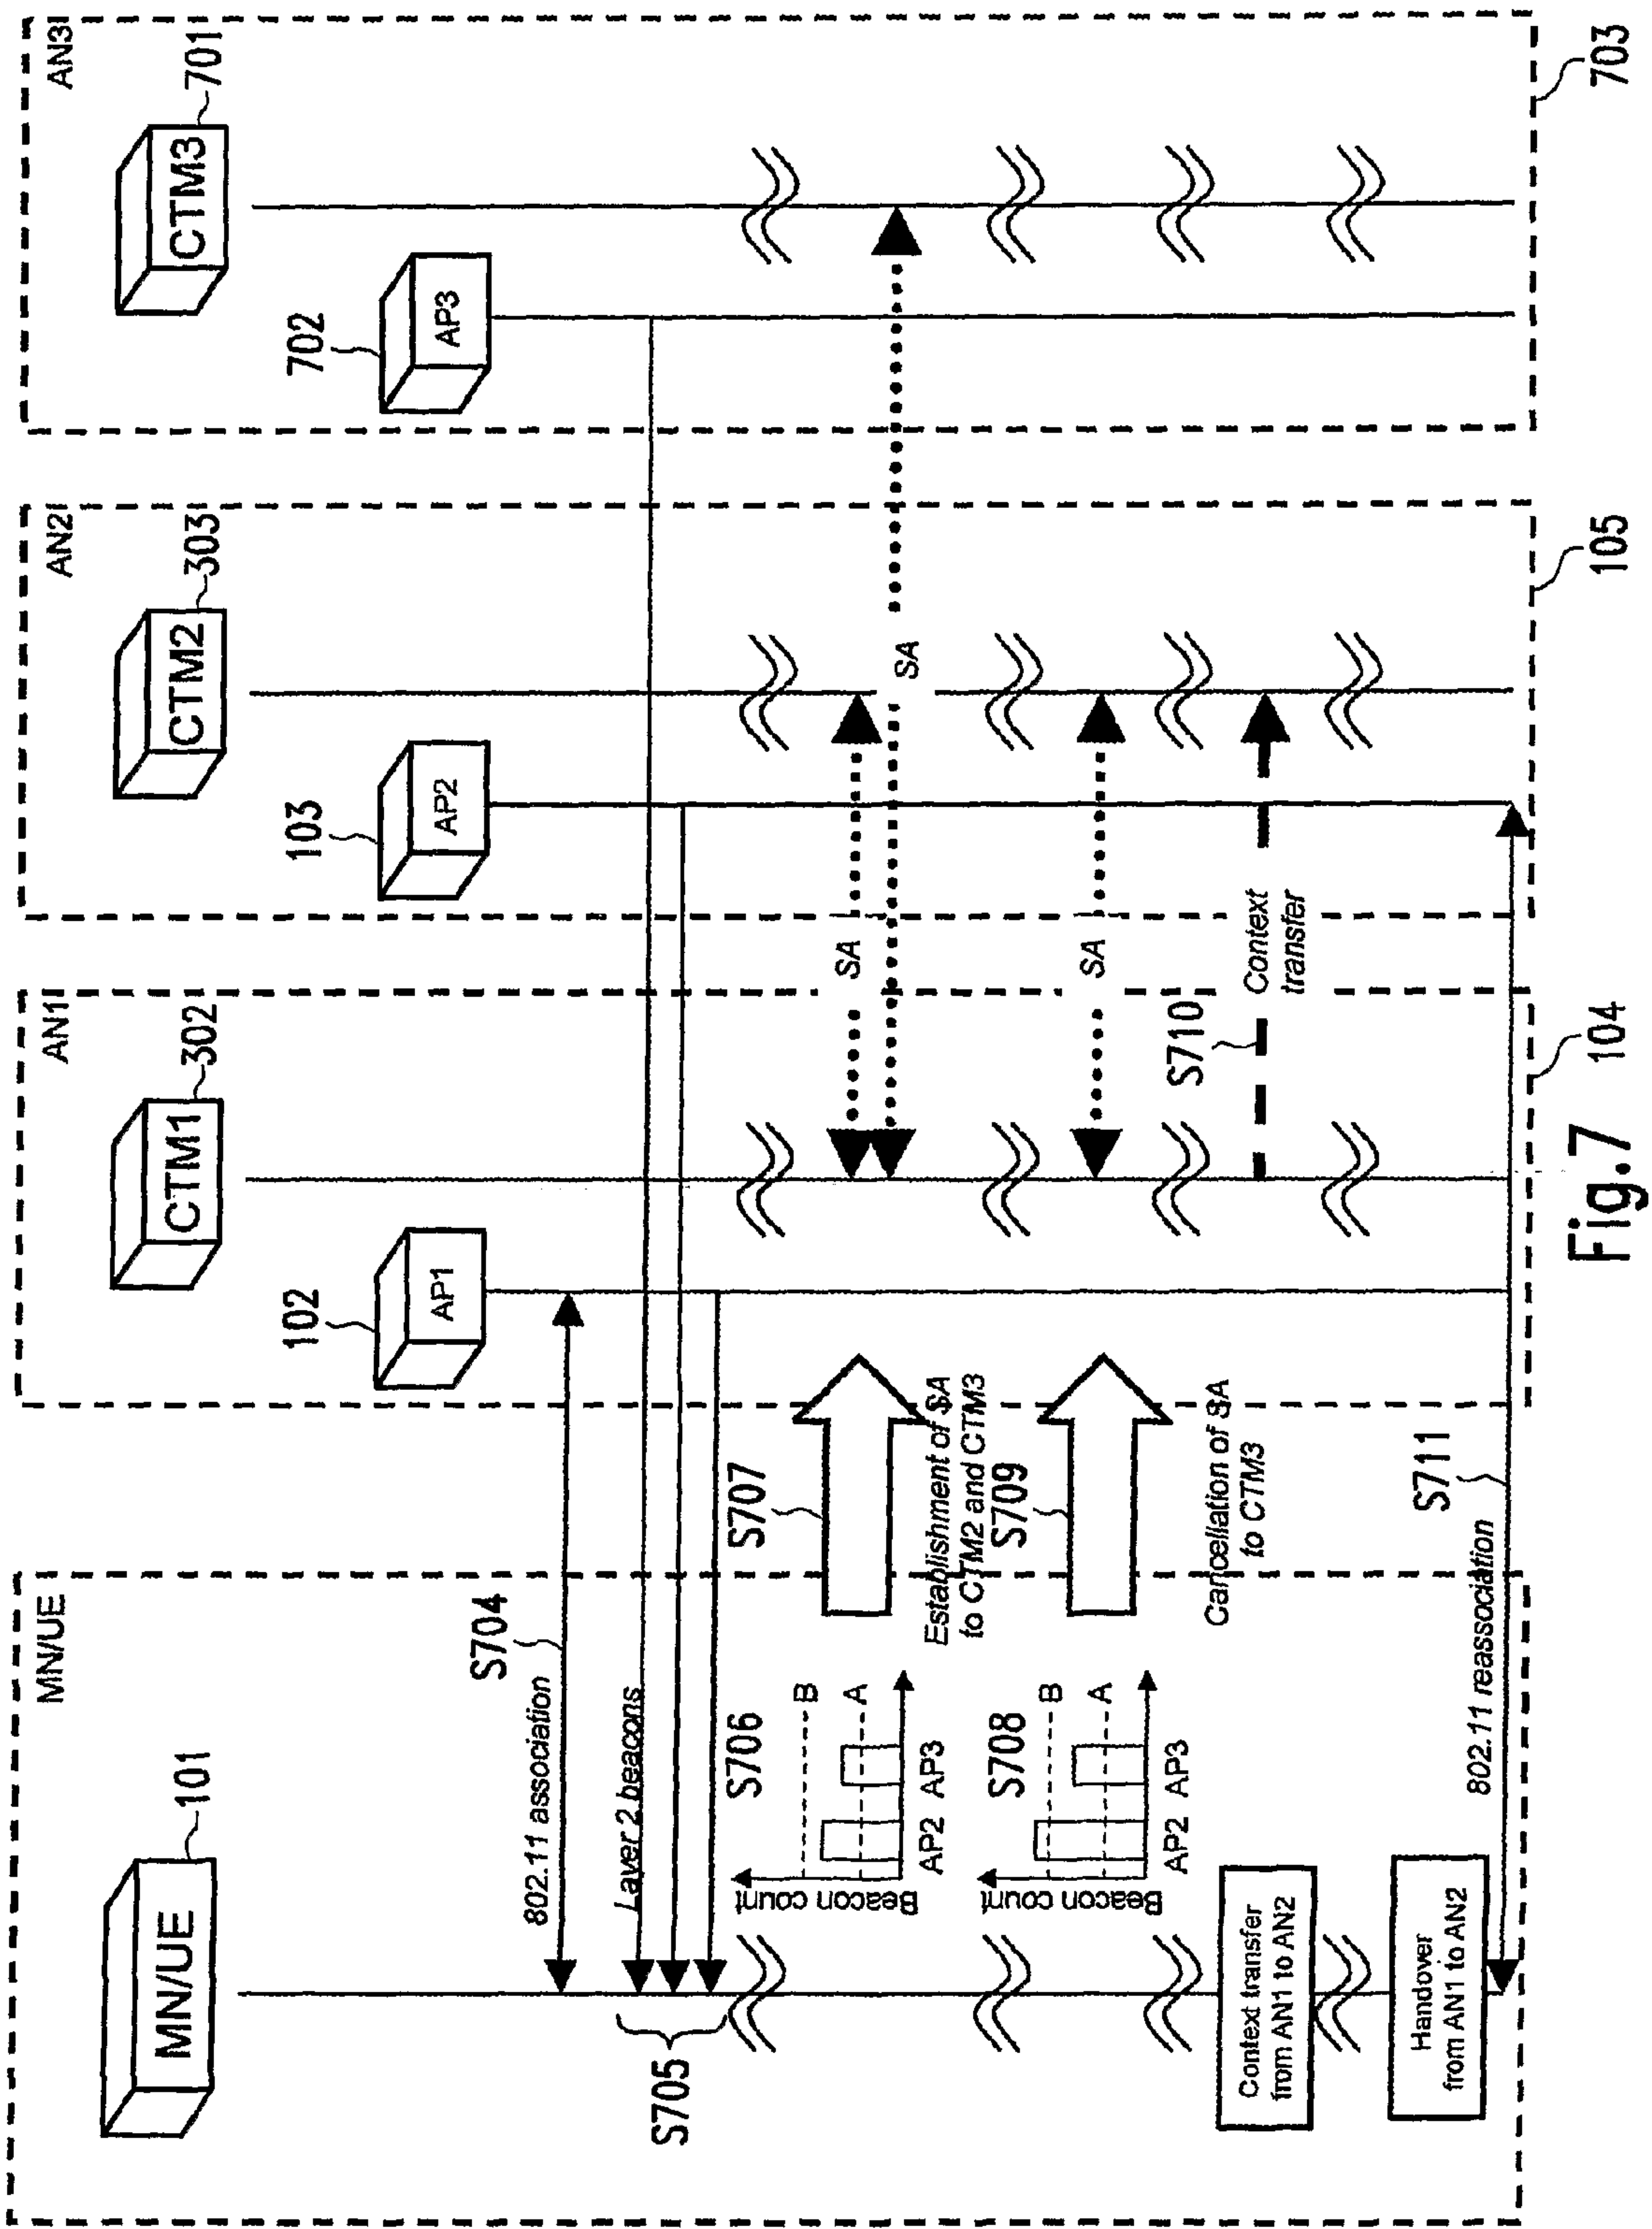 MN/UE
MN/UE
101
AN1
CTM1
302
102
AP1
AN2
CTM2
303
103
AP2
AN3
CTM3
701
702
AP3
S704
802.11 association
Layer 2 beacons
S705
S706
Beacon count
B
A
AP2 AP3
S707
Establishment of SA
to CTM2 and CTM3
SA
SA
S708
Beacon count
B
A
AP2 AP3
S709
Cancellation of SA
to CTM3
SA
Context transfer
from AN1 to AN2
S710
Context
transfer
Handover
from AN1 to AN2
802.11 reassociation
S711
104
105
703
Fig.7